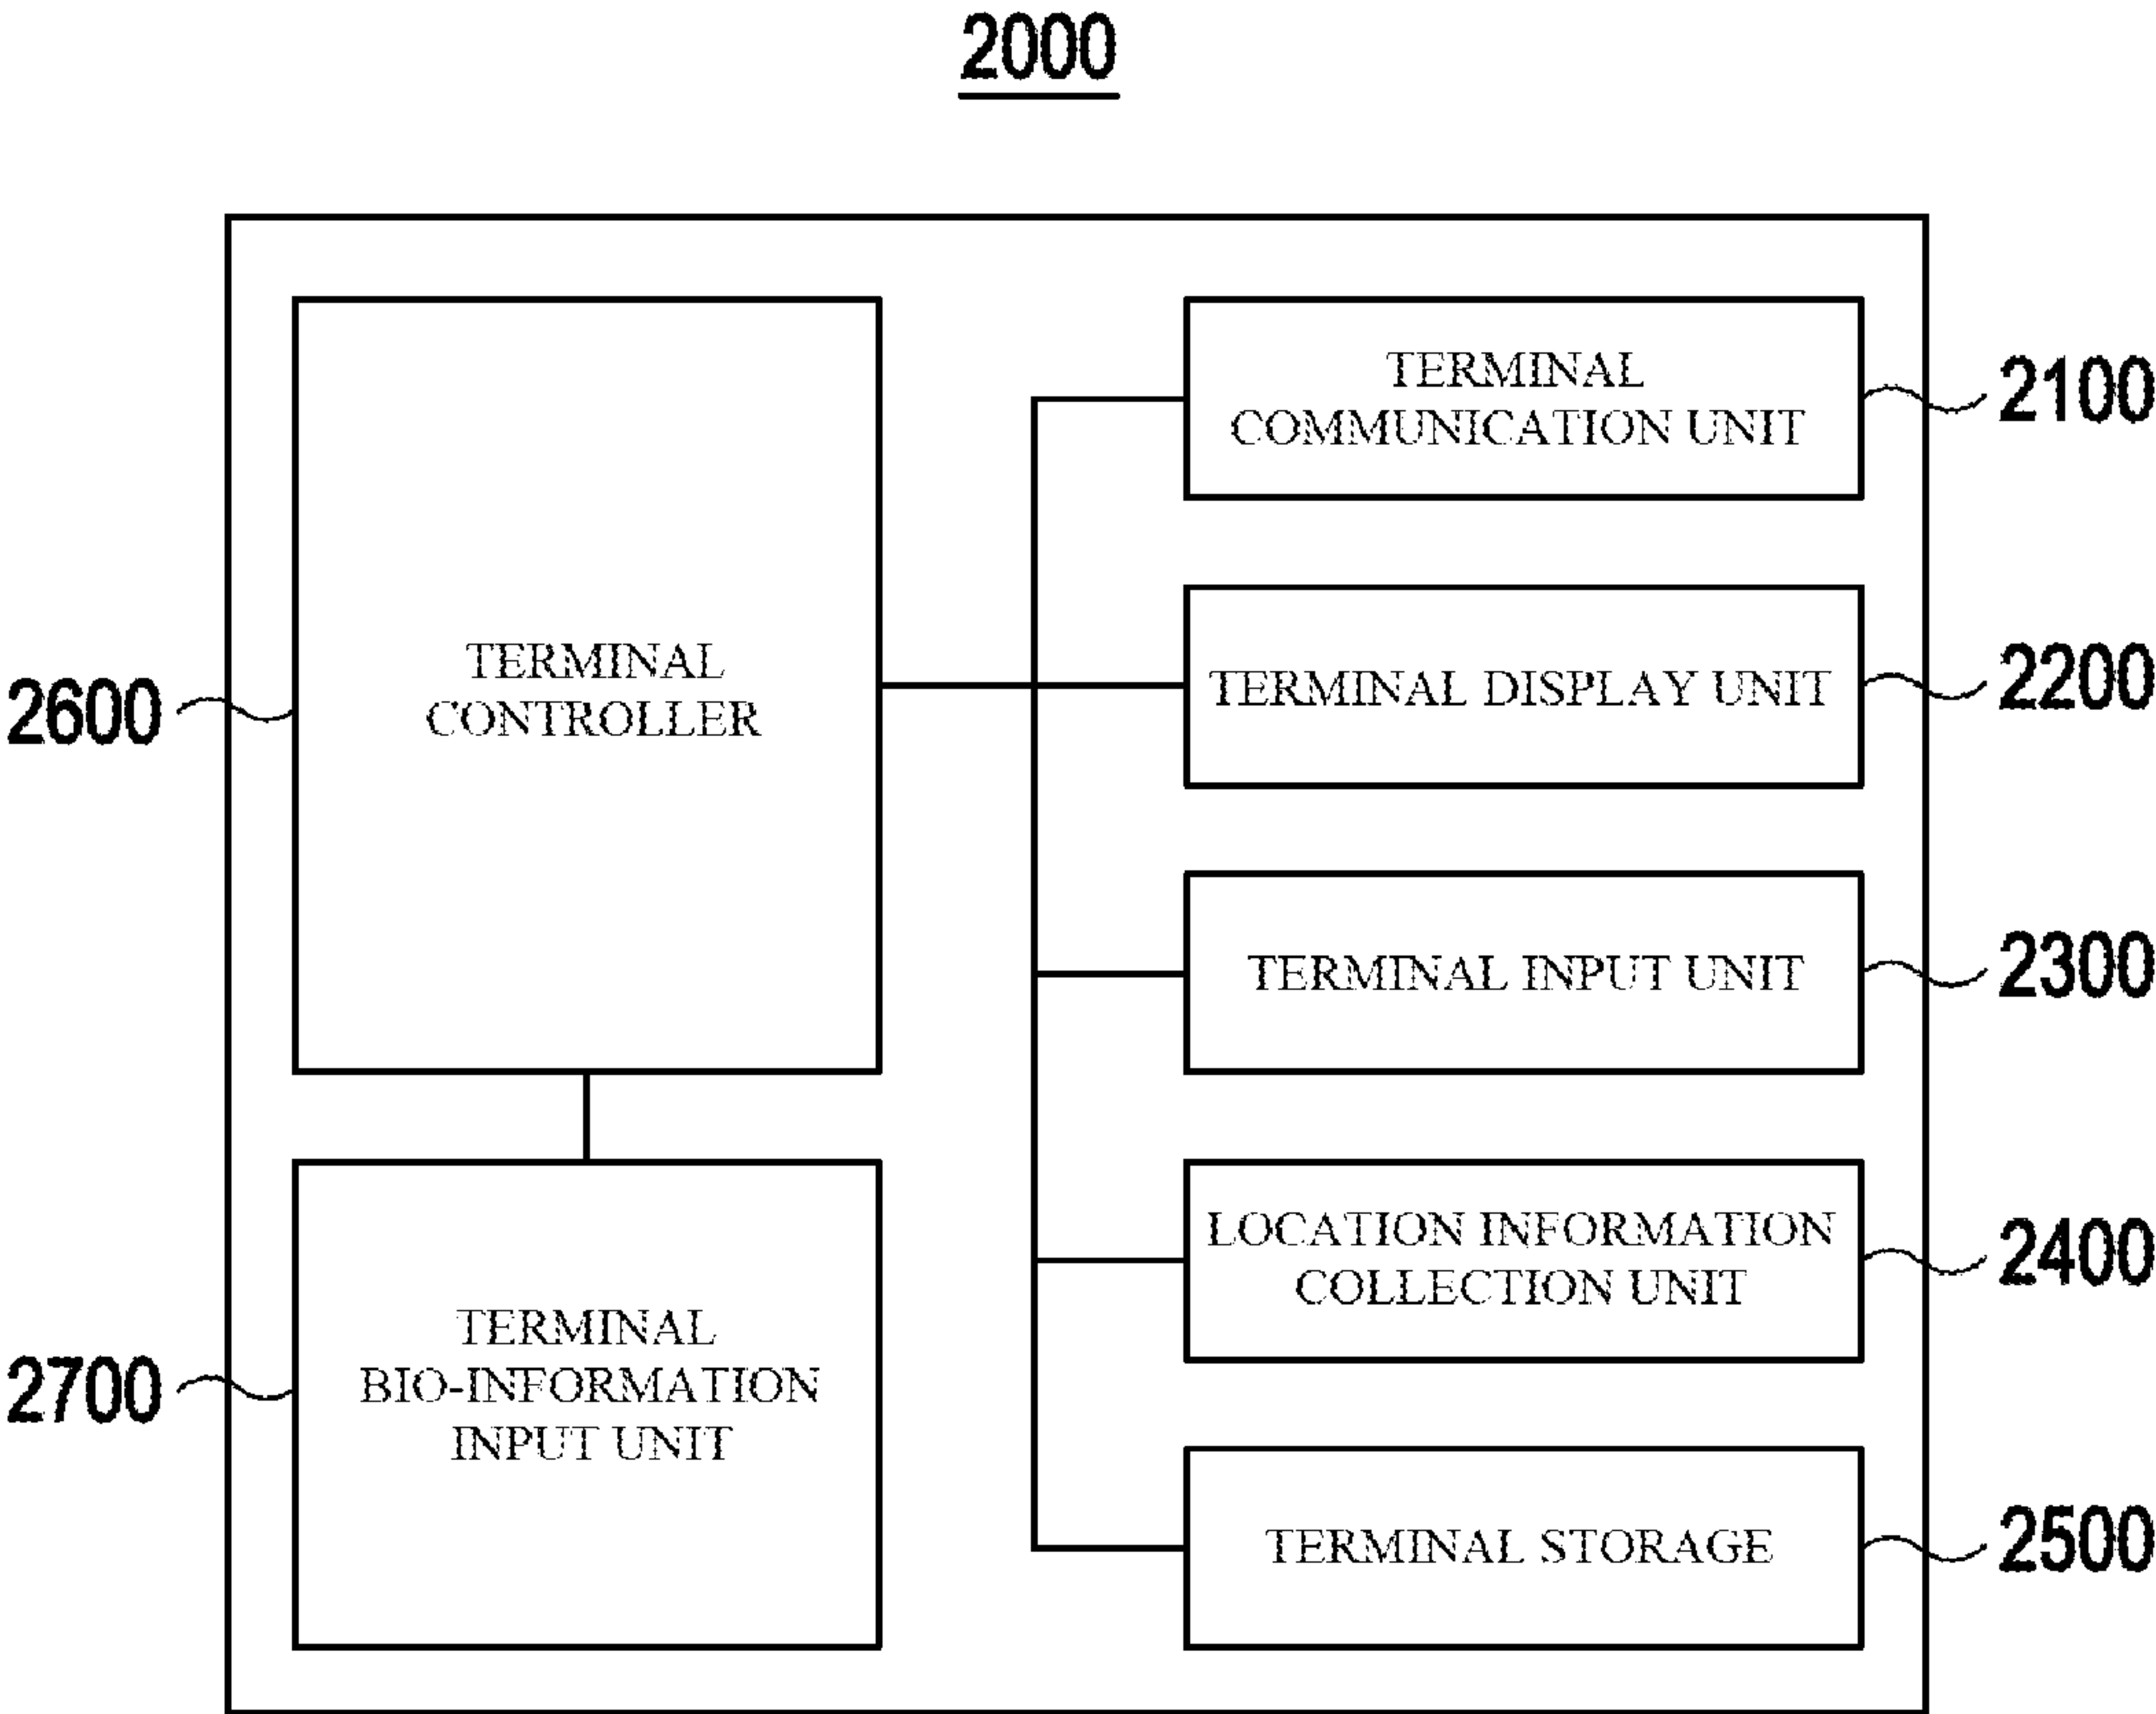 2000
TERMINAL
COMMUNICATION UNIT
2100
TERMINAL
CONTROLLER
2600
TERMINAL DISPLAY UNIT
2200
TERMINAL INPUT UNIT
2300
LOCATION INFORMATION
COLLECTION UNIT
2400
TERMINAL
BIO-INFORMATION
INPUT UNIT
2700
TERMINAL STORAGE
2500